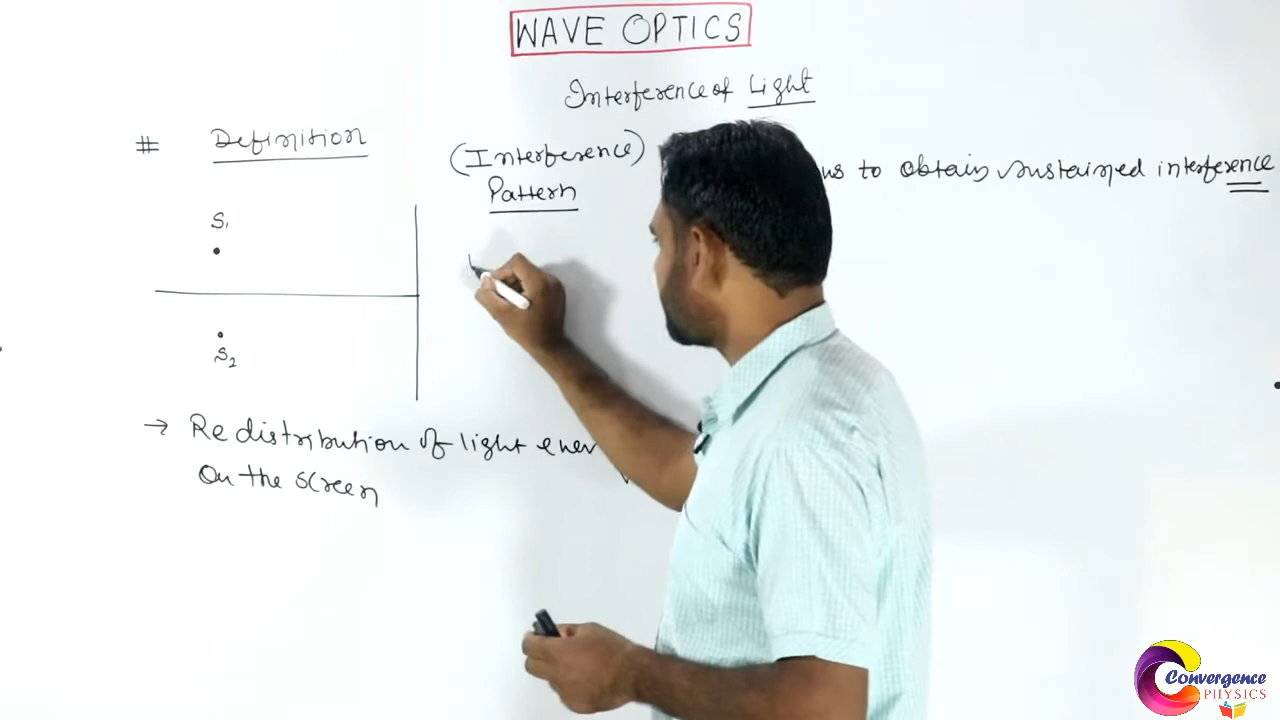 WAVE OPTICS
Interference of Light
# Definition
(Interference)
Pattern
to obtain sustained interference
S1
S2
→ Redistribution of light ener
On the screen
Convergence
PHYSICS